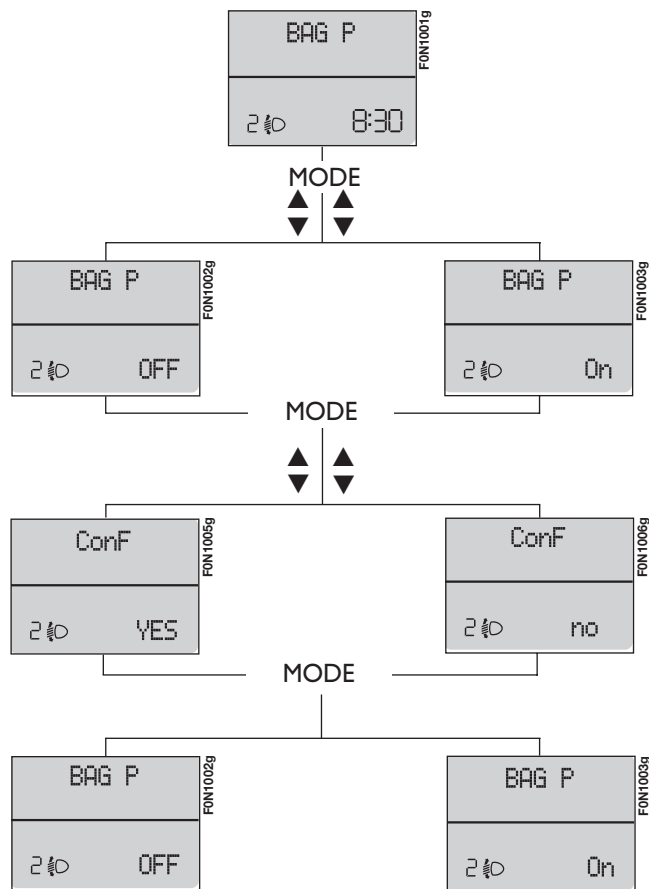 BAG P
F0N1001g
2 8:30
MODE
▲ ▲
▼ ▼
BAG P
F0N1002g
2 OFF
BAG P
F0N1003g
2 On
MODE
▲ ▲
▼ ▼
ConF
F0N1005g
2 YES
ConF
F0N1006g
2 no
MODE
BAG P
F0N1002g
2 OFF
BAG P
F0N1003g
2 On